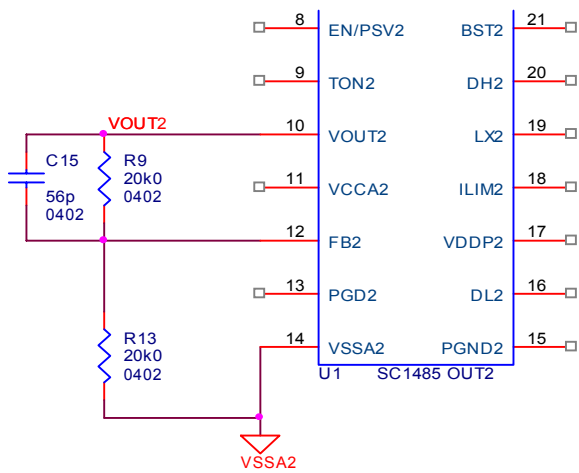 8 EN/PSV2 BST2 21
9 TON2 DH2 20
VOUT2
10 VOUT2 LX2 19
C15
56p
0402
R9
20k0
0402
11 VCCA2 ILIM2 18
12 FB2 VDDP2 17
13 PGD2 DL2 16
R13
20k0
0402
14 VSSA2 PGND2 15
U1 SC1485 OUT2
VSSA2